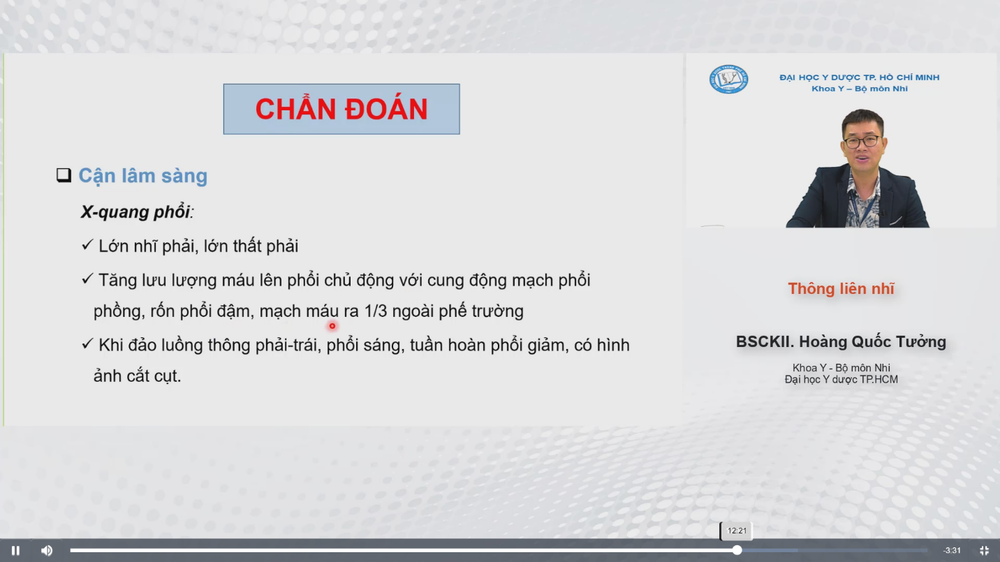 CHẨN ĐOÁN
Cận lâm sàng
X-quang phổi:
Lớn nhĩ phải, lớn thất phải
Tăng lưu lượng máu lên phổi chủ động với cung động mạch phổi
phồng, rốn phổi đậm, mạch máu ra 1/3 ngoài phế trường
Khi đảo luồng thông phải-trái, phổi sáng, tuần hoàn phổi giảm, có hình
ảnh cắt cụt.
ĐẠI HỌC Y DƯỢC TP. HỒ CHÍ MINH
Khoa Y – Bộ môn Nhi
Thông liên nhĩ
BSCKII. Hoàng Quốc Tưởng
Khoa Y - Bộ môn Nhi
Đại học Y dược TP.HCM
12:21
-3:31